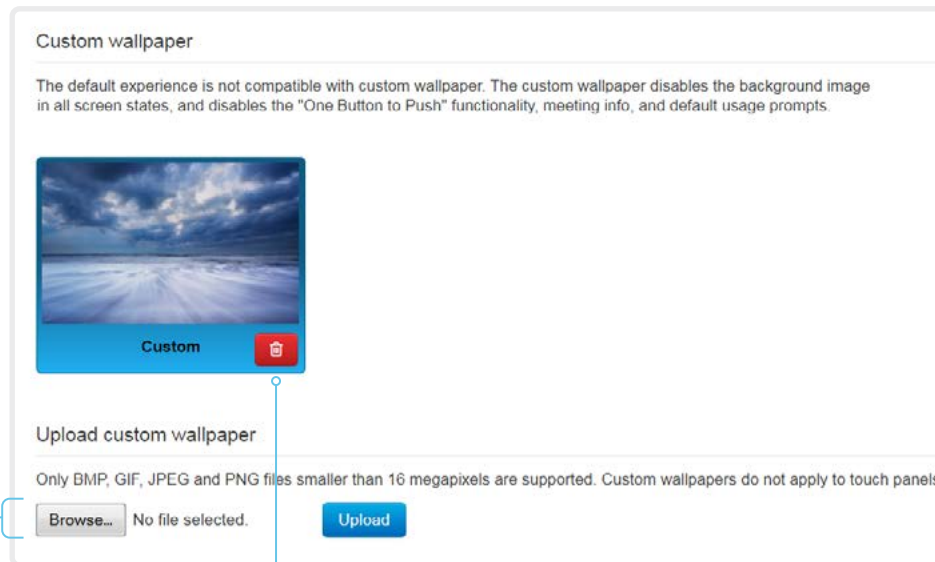 Custom wallpaper
The default experience is not compatible with custom wallpaper. The custom wallpaper disables the background image
in all screen states, and disables the "One Button to Push" functionality, meeting info, and default usage prompts.
Custom
Upload custom wallpaper
Only BMP, GIF, JPEG and PNG files smaller than 16 megapixels are supported. Custom wallpapers do not apply to touch panels
Browse... No file selected. Upload